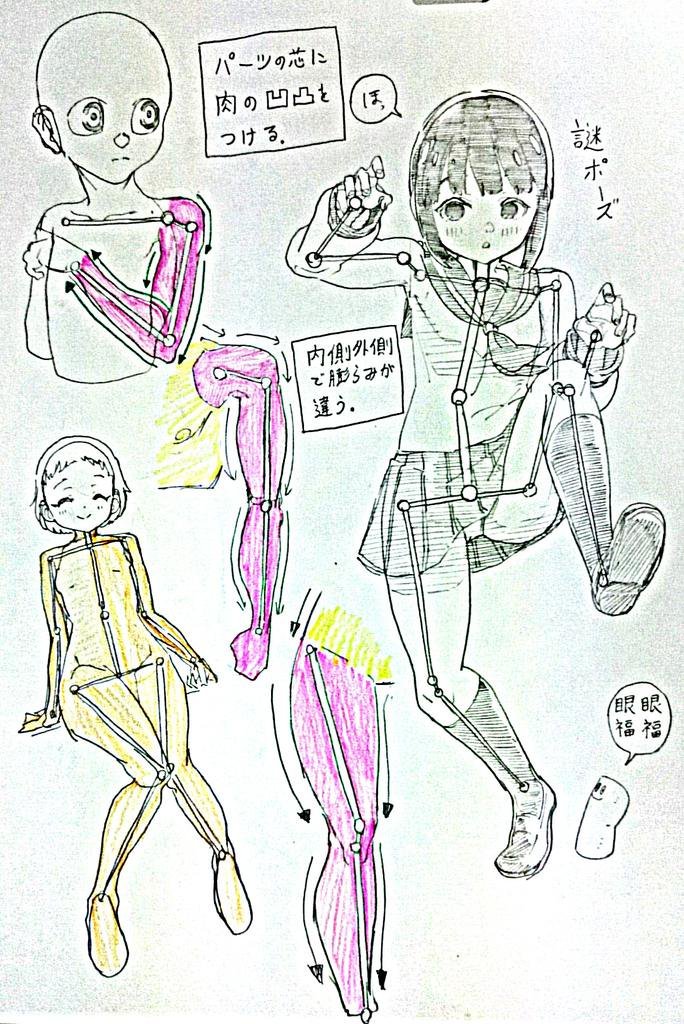 パーツの芯に
肉の凹凸を
つける.
ほっ
謎ポーズ
内側外側
で膨らみが
違う.
眼福
眼福